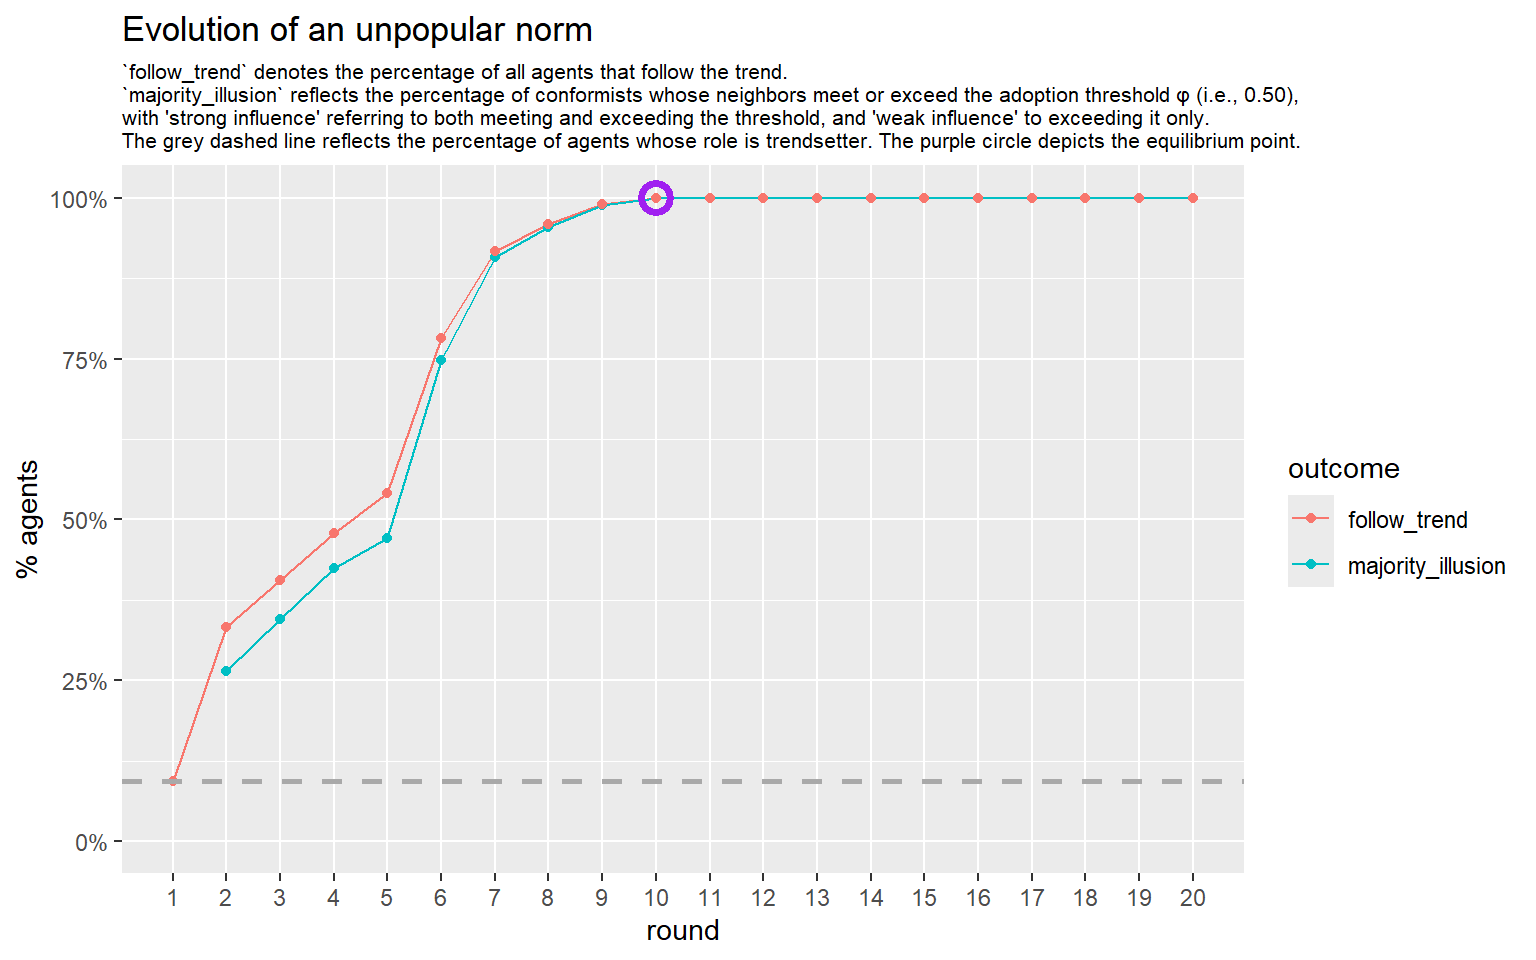 Evolution of an unpopular norm
`follow_trend` denotes the percentage of all agents that follow the trend.
`majority_illusion` reflects the percentage of conformists whose neighbors meet or exceed the adoption threshold φ (i.e., 0.50),
with 'strong influence' referring to both meeting and exceeding the threshold, and 'weak influence' to exceeding it only.
The grey dashed line reflects the percentage of agents whose role is trendsetter. The purple circle depicts the equilibrium point.
100%
75%
50%
25%
0%
% agents
1 2 3 4 5 6 7 8 9 10 11 12 13 14 15 16 17 18 19 20
round
outcome
follow_trend
majority_illusion